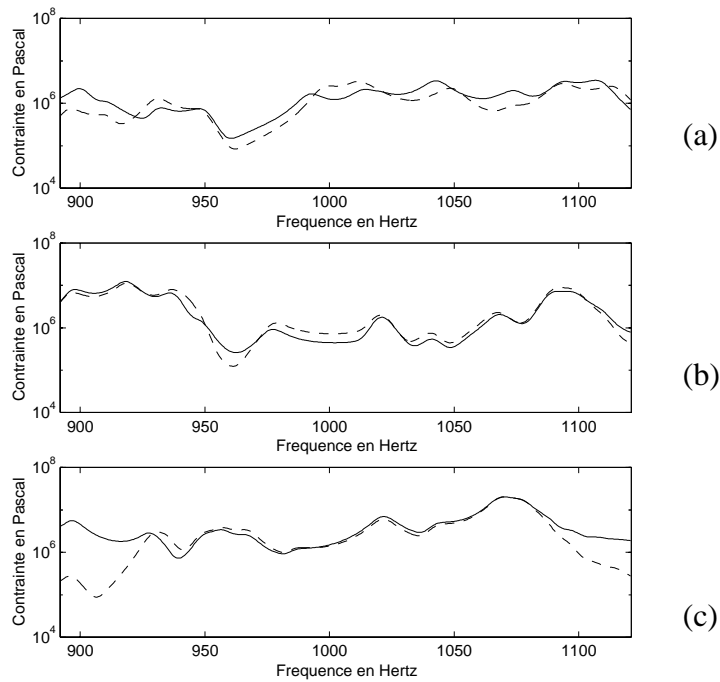 10^8
10^6
10^4
Contrainte en Pascal
900 950 1000 1050 1100
Frequence en Hertz
(a)
10^8
10^6
10^4
Contrainte en Pascal
900 950 1000 1050 1100
Frequence en Hertz
(b)
10^8
10^6
10^4
Contrainte en Pascal
900 950 1000 1050 1100
Frequence en Hertz
(c)